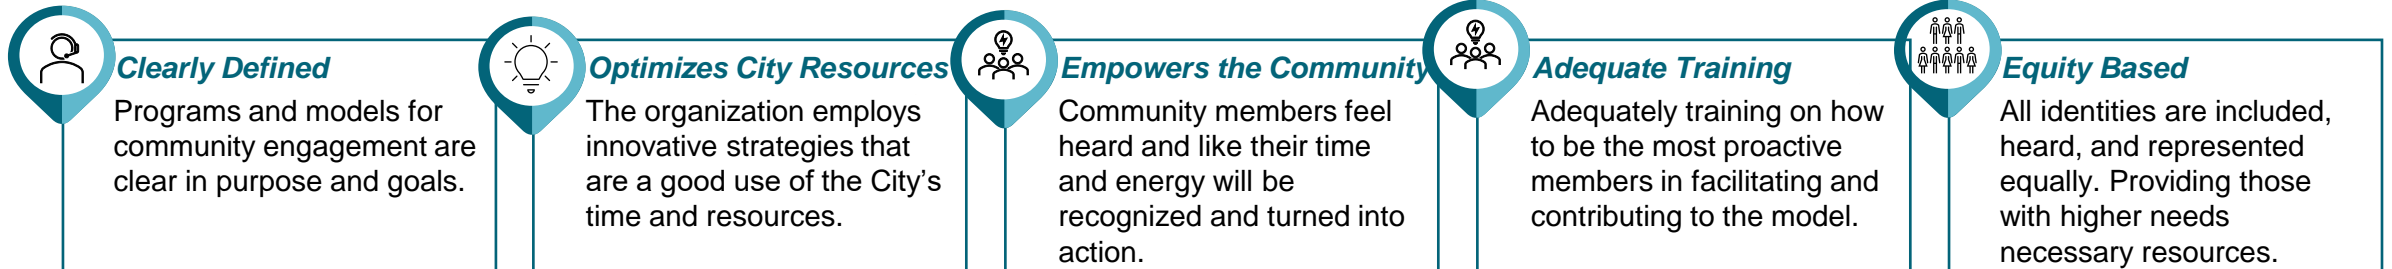 Clearly Defined
Programs and models for
community engagement are
clear in purpose and goals.
Optimizes City Resources
The organization employs
innovative strategies that
are a good use of the City’s
time and resources.
Empowers the Community
Community members feel
heard and like their time
and energy will be
recognized and turned into
action.
Adequate Training
Adequately training on how
to be the most proactive
members in facilitating and
contributing to the model.
Equity Based
All identities are included,
heard, and represented
equally. Providing those
with higher needs
necessary resources.